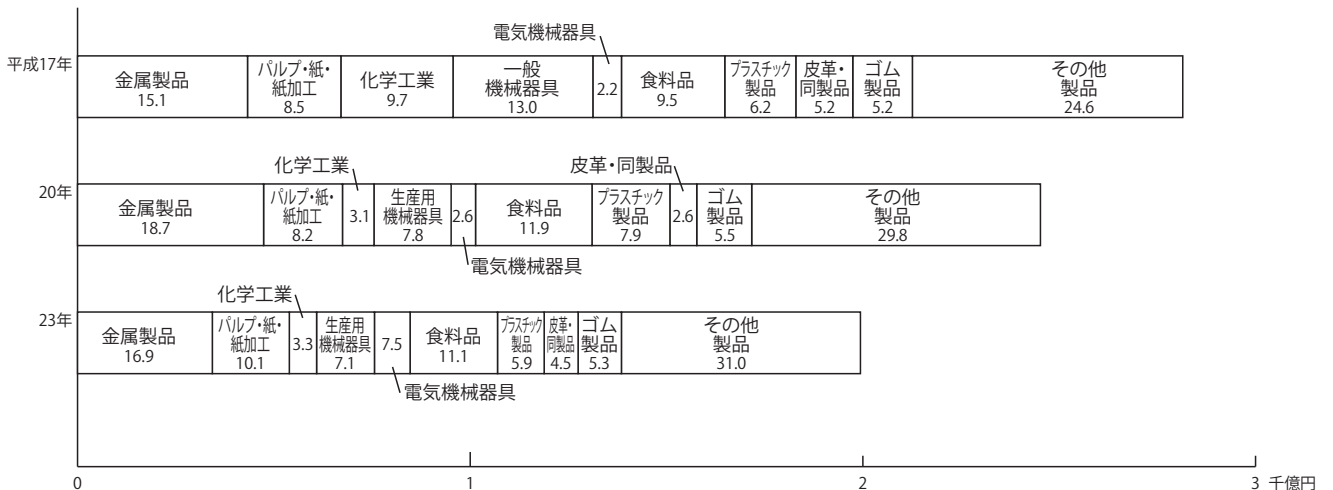 電気機械器具
平成17年
金属製品
15.1
パルプ・紙・
紙加工
8.5
化学工業
9.7
一般
機械器具
13.0
2.2
食料品
9.5
プラスチック
製品
6.2
皮革・
同製品
5.2
ゴム
製品
5.2
その他
製品
24.6
化学工業
皮革・同製品
20年
金属製品
18.7
パルプ・紙・
紙加工
8.2
3.1
生産用
機械器具
7.8
2.6
食料品
11.9
プラスチック
製品
7.9
2.6
ゴム
製品
5.5
その他
製品
29.8
電気機械器具
化学工業
23年
金属製品
16.9
パルプ・紙・
紙加工
10.1
3.3
生産用
機械器具
7.1
7.5
食料品
11.1
プラスチック
製品
5.9
皮革・
同製品
4.5
ゴム
製品
5.3
その他
製品
31.0
電気機械器具
0
1
2
3 千億円